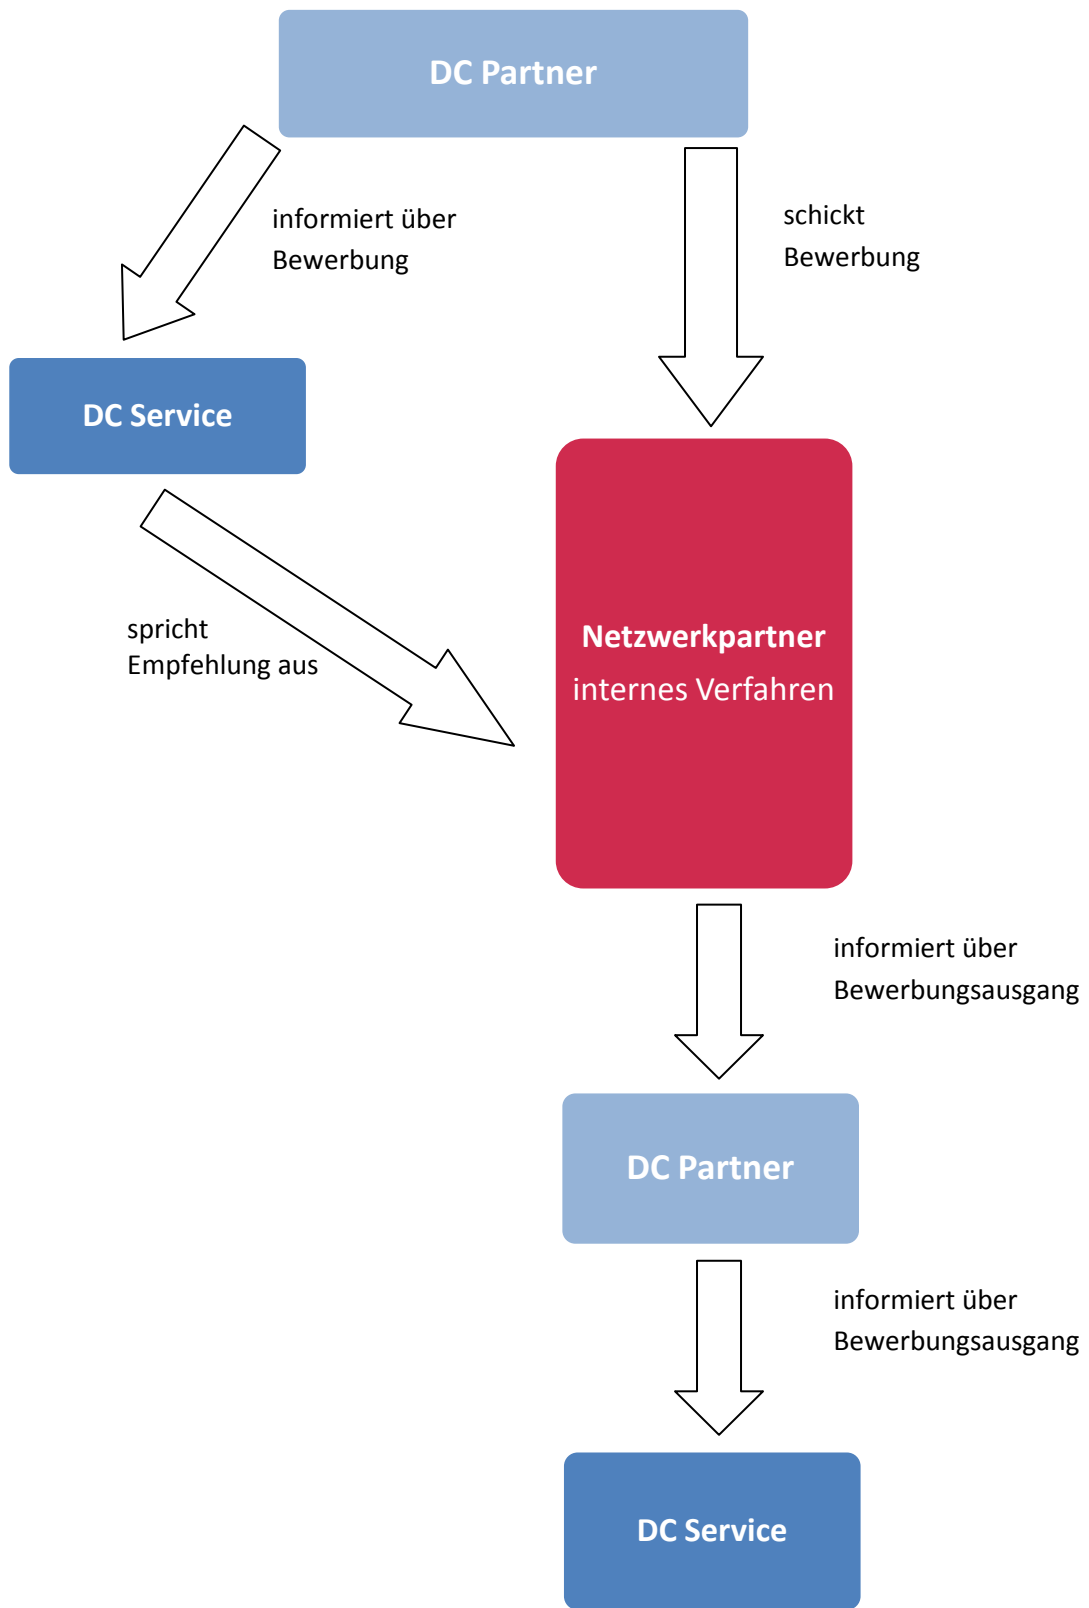 DC Partner
informiert über
Bewerbung
schickt
Bewerbung
DC Service
spricht
Empfehlung aus
Netzwerkpartner
internes Verfahren
informiert über
Bewerbungsausgang
DC Partner
informiert über
Bewerbungsausgang
DC Service